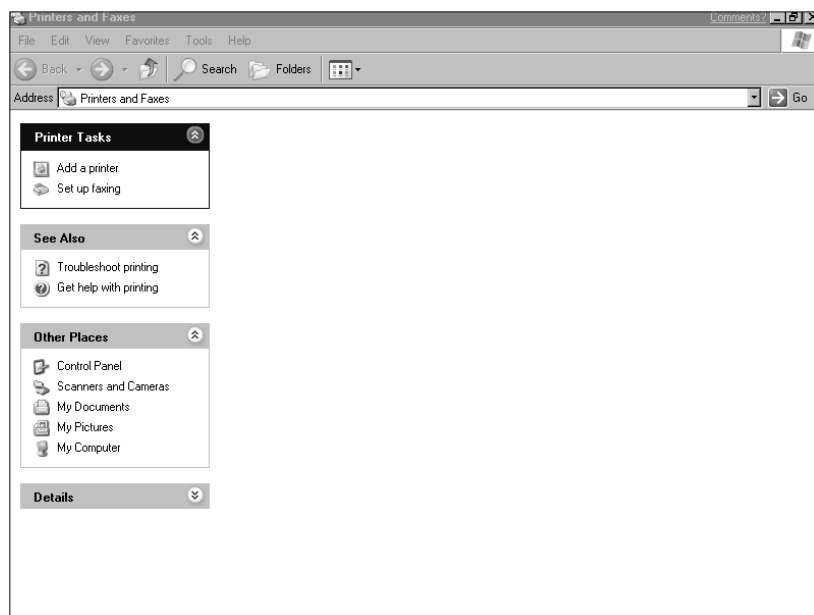 Printers and Faxes Comments?
File Edit View Favorites Tools Help
Back Search Folders
Address Printers and Faxes Go
Printer Tasks
Add a printer
Set up faxing
See Also
Troubleshoot printing
Get help with printing
Other Places
Control Panel
Scanners and Cameras
My Documents
My Pictures
My Computer
Details